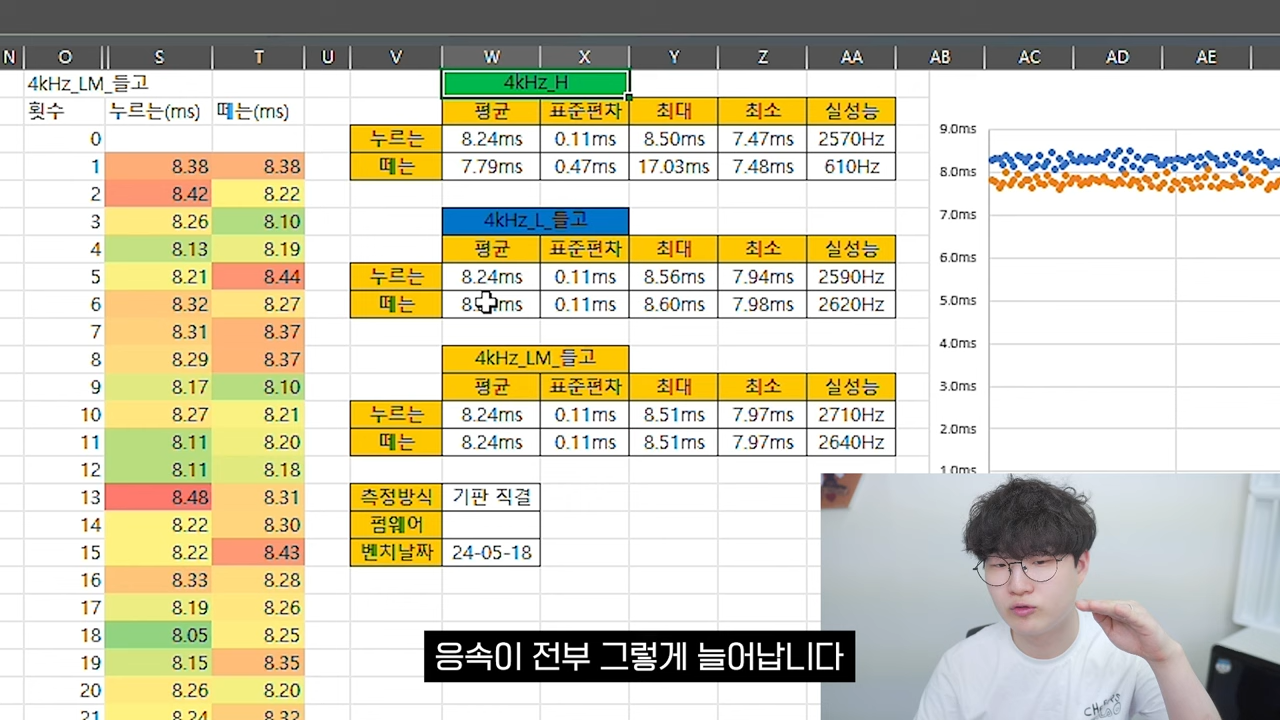 N O S T U V W X Y Z AA AB AC AD AE
4kHz_LM_들고
횟수 누르는(ms) 떼는(ms)
0
1 8.38 8.38
2 8.42 8.22
3 8.26 8.10
4 8.13 8.19
5 8.21 8.44
6 8.32 8.27
7 8.31 8.37
8 8.29 8.37
9 8.17 8.10
10 8.27 8.21
11 8.11 8.20
12 8.11 8.18
13 8.48 8.31
14 8.22 8.30
15 8.22 8.43
16 8.33 8.28
17 8.19 8.26
18 8.05 8.25
19 8.15 8.35
20 8.26 8.20
21 8.24 8.32
4kHz_H
평균 표준편차 최대 최소 실성능
누르는 8.24ms 0.11ms 8.50ms 7.47ms 2570Hz
떼는 7.79ms 0.47ms 17.03ms 7.48ms 610Hz
4kHz_L_들고
평균 표준편차 최대 최소 실성능
누르는 8.24ms 0.11ms 8.56ms 7.94ms 2590Hz
떼는 0.11ms 8.60ms 7.98ms 2620Hz
4kHz_LM_들고
평균 표준편차 최대 최소 실성능
누르는 8.24ms 0.11ms 8.51ms 7.97ms 2710Hz
떼는 8.24ms 0.11ms 8.51ms 7.97ms 2640Hz
측정방식 기판 직결
펌웨어
벤치날짜 24-05-18
9.0ms
8.0ms
7.0ms
6.0ms
5.0ms
4.0ms
3.0ms
2.0ms
1.0ms
응속이 전부 그렇게 늘어납니다